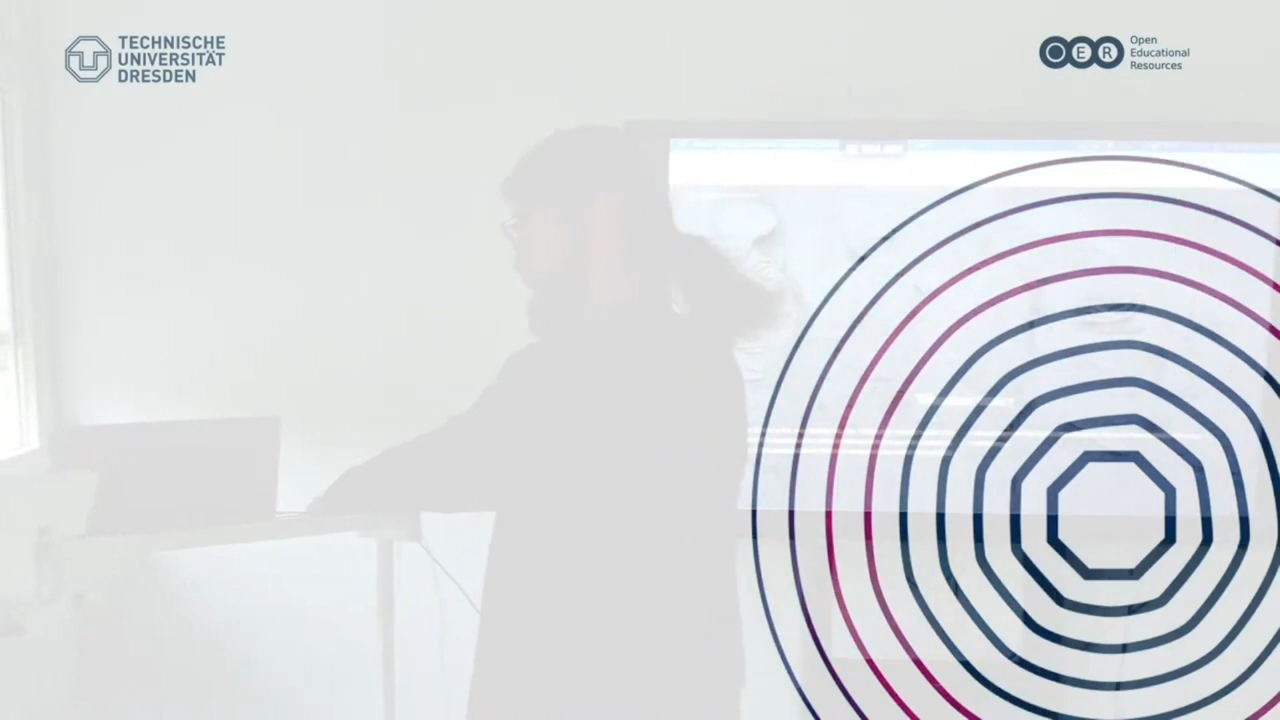 TECHNISCHE
UNIVERSITÄT
DRESDEN
OER
Open
Educational
Resources